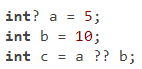 int? a = 5;
int b = 10;
int c = a ?? b;